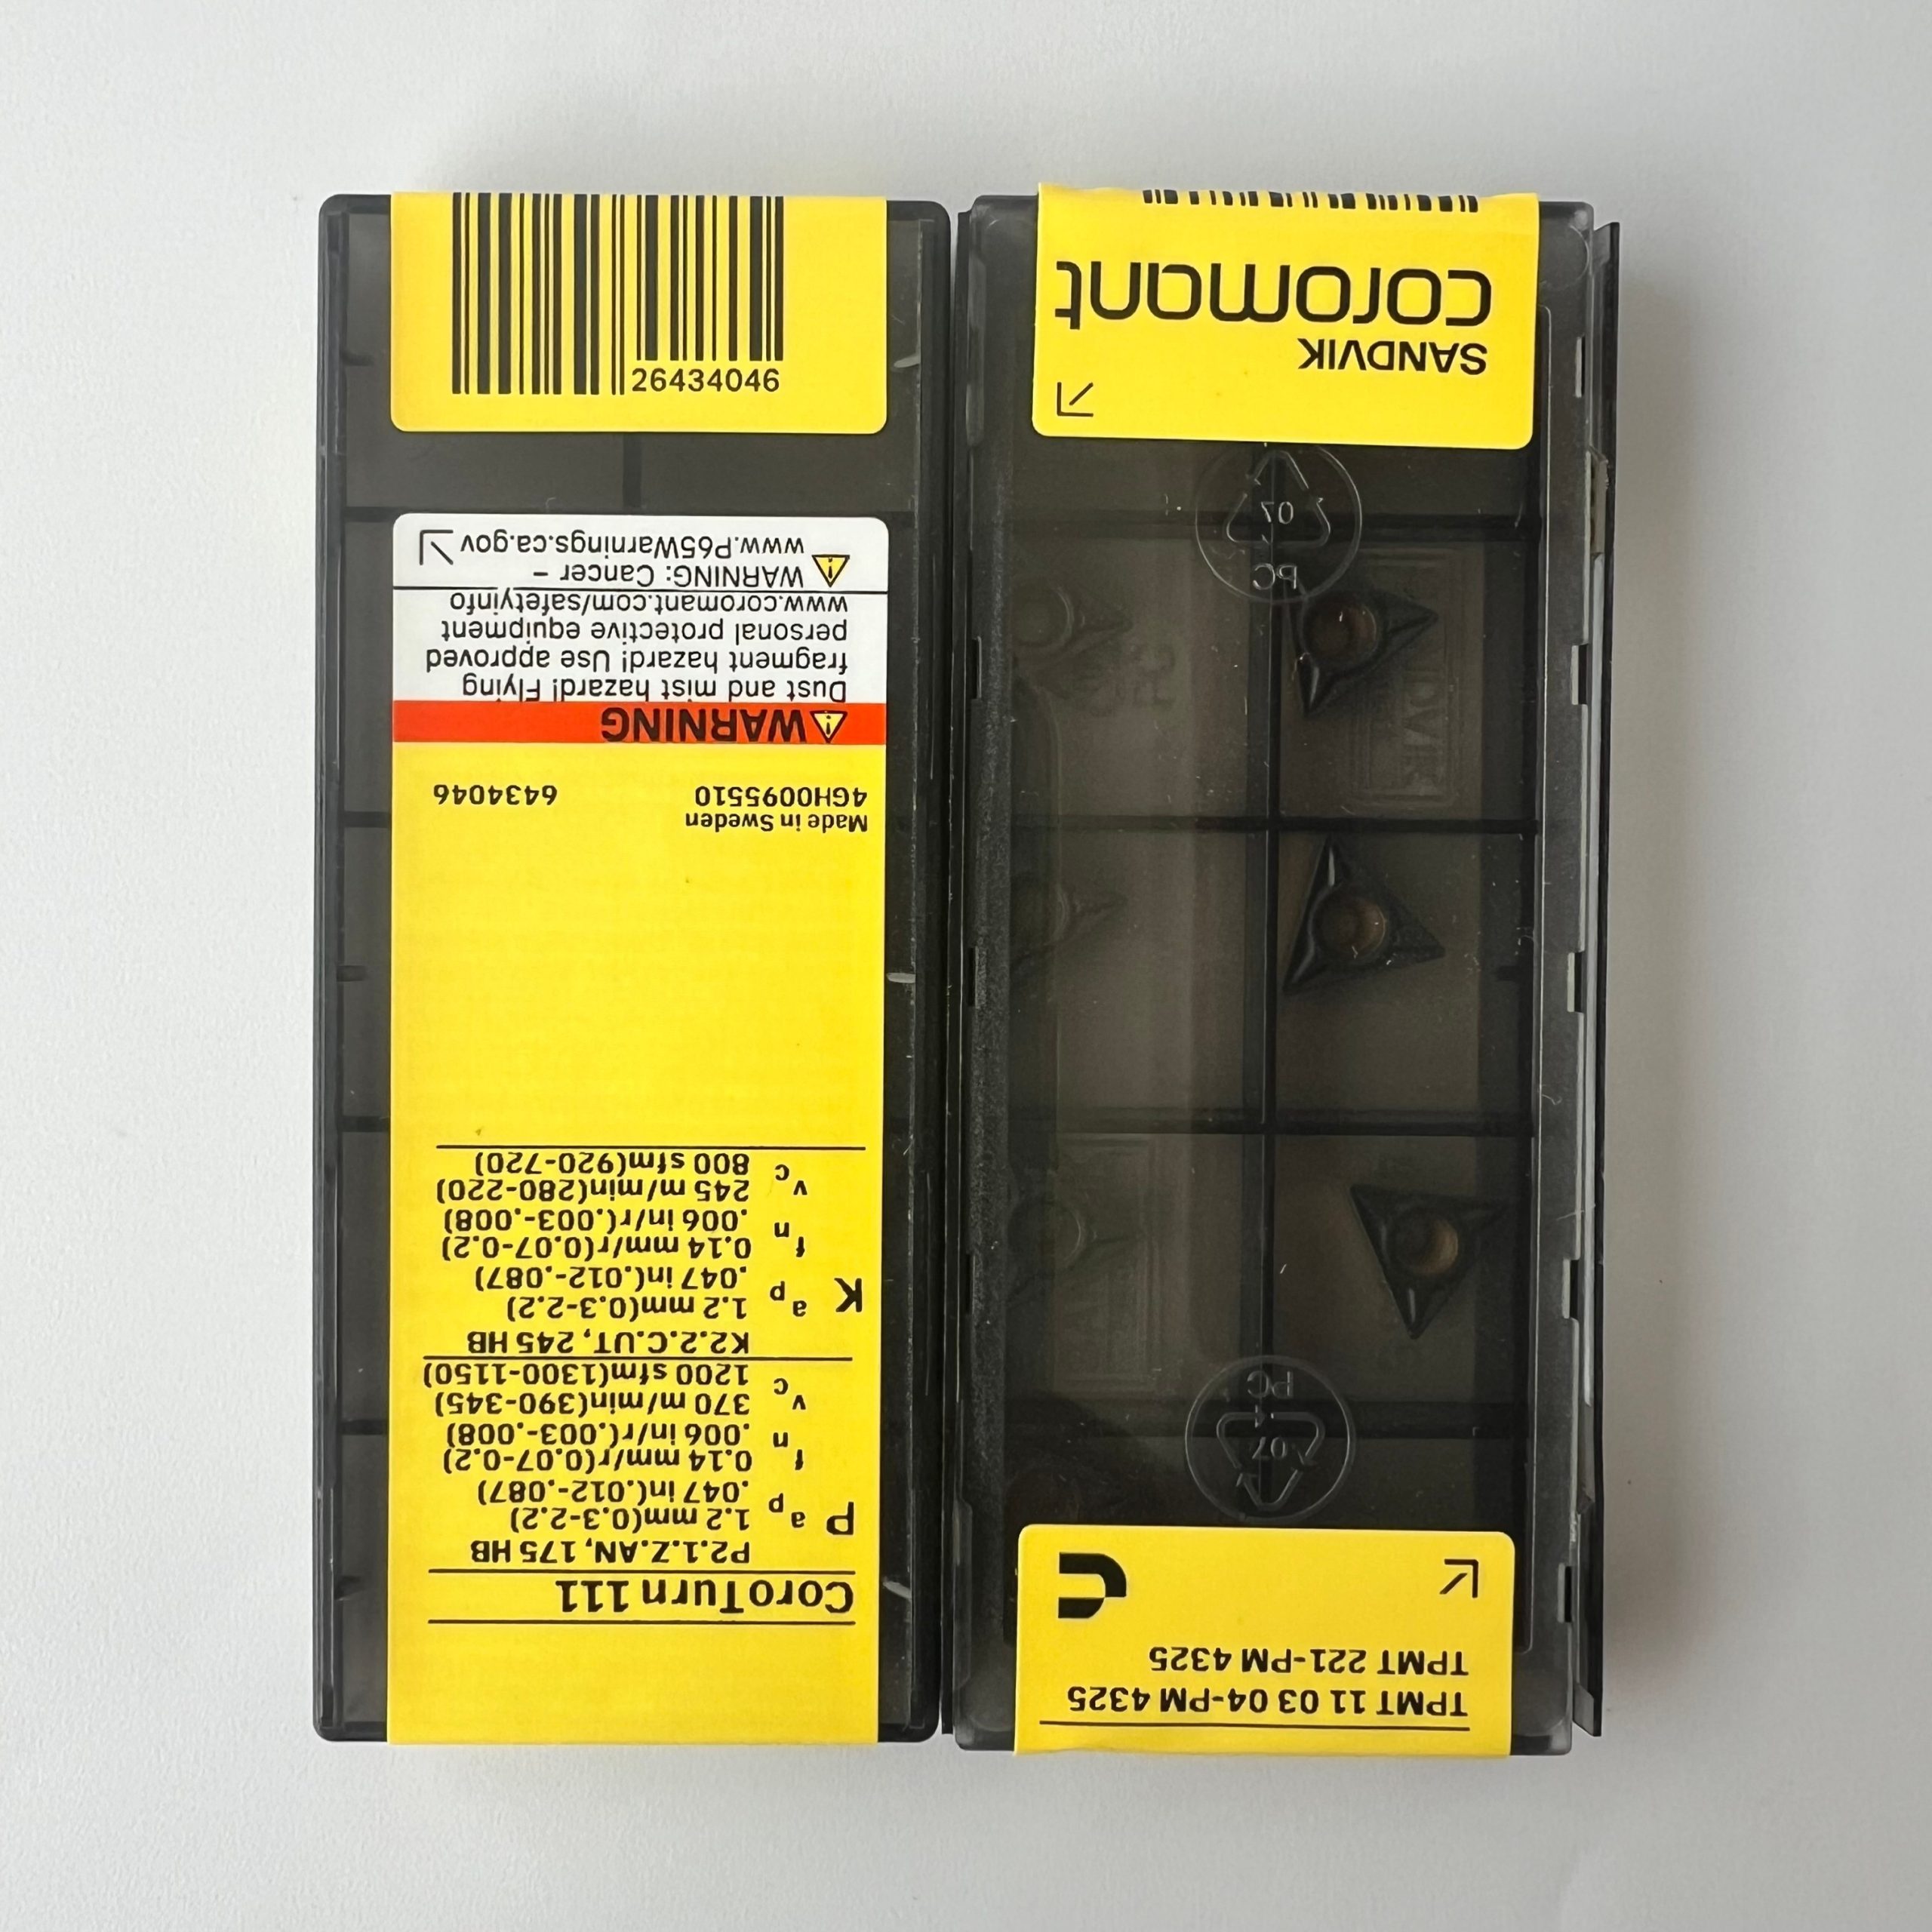 CoroTurn 111
P2.1.Z.AN, 175 HB
P
a p 1.2 mm(0.3-2.2)
.047 in(.012-.087)
f n 0.14 mm/r(0.07-0.2)
.006 in/r(.003-.008)
v c 370 m/min(390-345)
1200 sfm(1300-1150)
K2.2.C.UT, 245 HB
K
a p 1.2 mm(0.3-2.2)
.047 in(.012-.087)
f n 0.14 mm/r(0.07-0.2)
.006 in/r(.003-.008)
v c 245 m/min(280-220)
800 sfm(920-720)
Made in Sweden
4GH0095510 6434046
WARNING
Dust and mist hazard! Flying
fragment hazard! Use approved
personal protective equipment
www.coromant.com/safetyinfo
WARNING: Cancer -
www.P65Warnings.ca.gov
26434046
TPMT 11 03 04-PM 4325
TPMT 221-PM 4325
07
PC
07
PC
SANDVIK
coromant